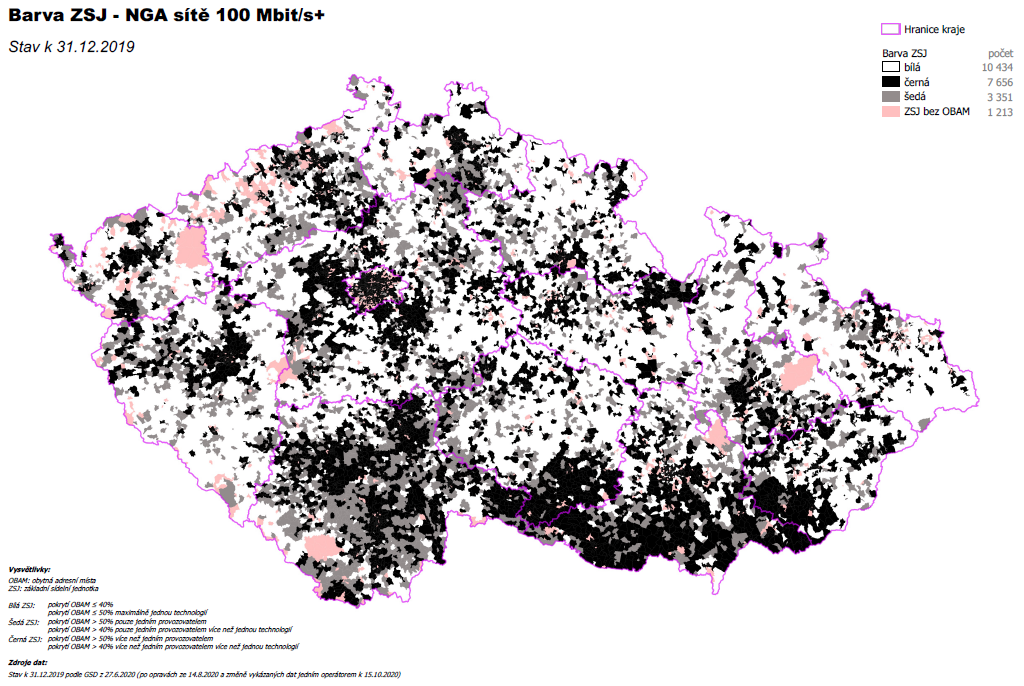 Barva ZSJ - NGA sítě 100 Mbit/s+
Stav k 31.12.2019
Hranice kraje
Barva ZSJ počet
bílá 10 434
černá 7 656
šedá 3 351
ZSJ bez OBAM 1 213
Vysvětlivky:
OBAM: obytná adresní místa
ZSJ: základní sídelní jednotka
Bílá ZSJ: pokrytí OBAM ≤ 40%
pokrytí OBAM ≤ 50% maximálně jednou technologií
Šedá ZSJ: pokrytí OBAM > 50% pouze jedním provozovatelem
pokrytí OBAM > 40% pouze jedním provozovatelem více než jednou technologií
Černá ZSJ: pokrytí OBAM > 50% více než jedním provozovatelem
pokrytí OBAM > 40% více než jedním provozovatelem více než jednou technologií
Zdroje dat:
Stav k 31.12.2019 podle GSD z 27.6.2020 (po opravách ze 14.8.2020 a změně vykázaných dat jedním operátorem k 15.10.2020)